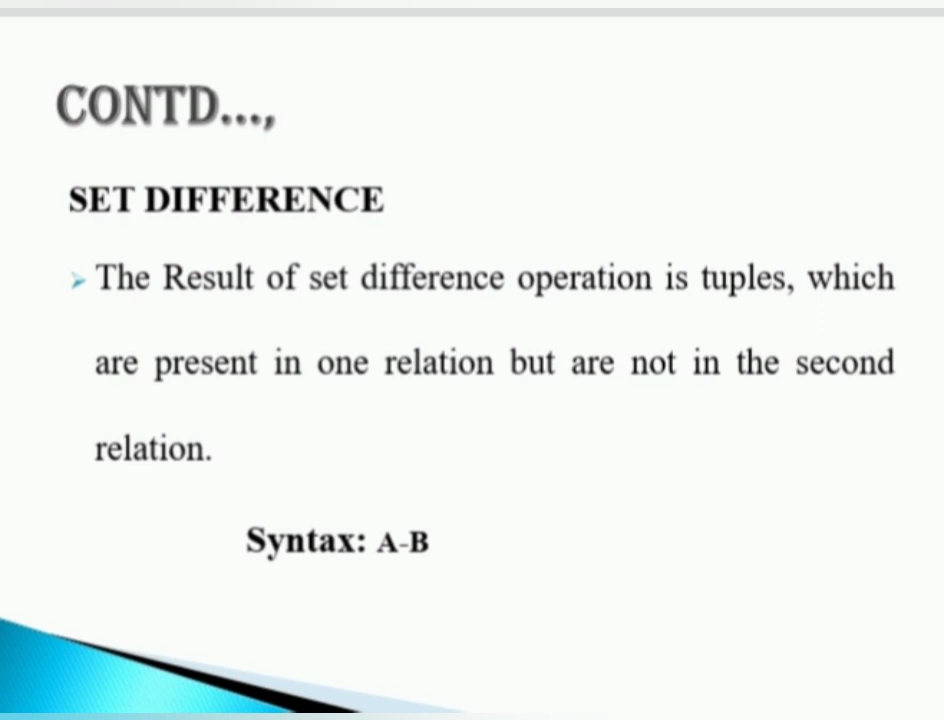 CONTD...,
SET DIFFERENCE
The Result of set difference operation is tuples, which
are present in one relation but are not in the second
relation.
Syntax: A-B